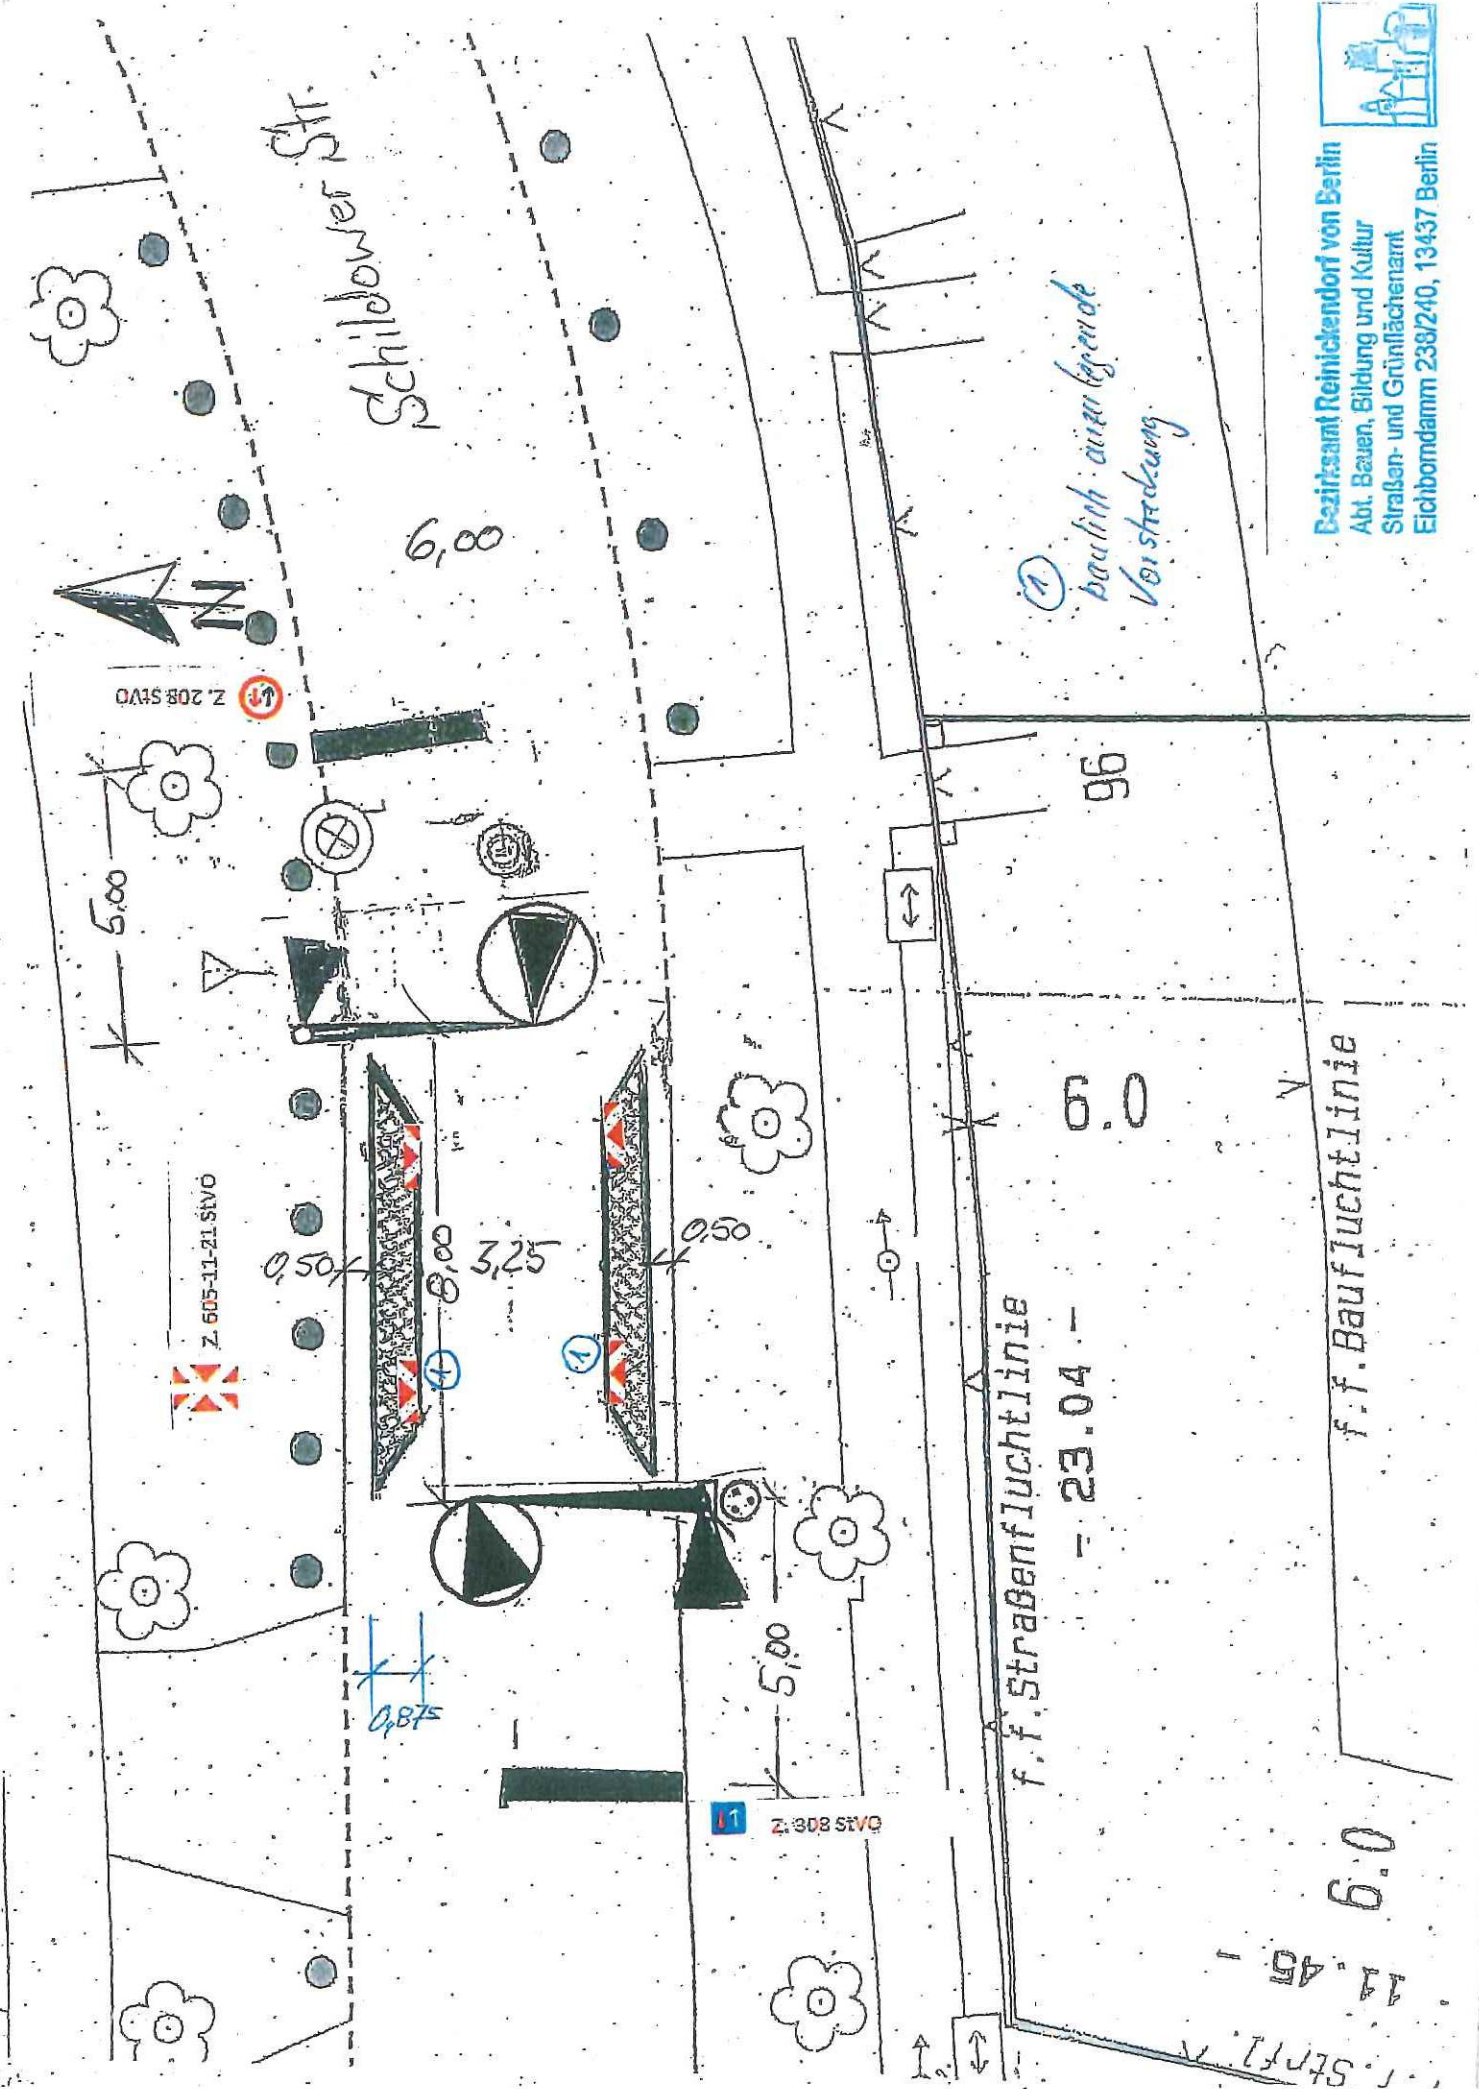 Schildower Str.
6,00
Z. 208 StVO
N
5,00
Z. 605-11-21 StVO
0,50
8,00
3,25
0,50
1
1
0,875
5,00
Z. 308 StVO
1
baulich
Vorstreckung
96
6.0
f.f.Straßenfluchtlinie
- 23.04 -
f.f.Baufluchtlinie
6.0
11.45 -
Strfl.
Bezirksamt Reinickendorf von Berlin
Abt. Bauen, Bildung und Kultur
Straßen- und Grünflächenamt
Eichborndamm 238/240, 13437 Berlin